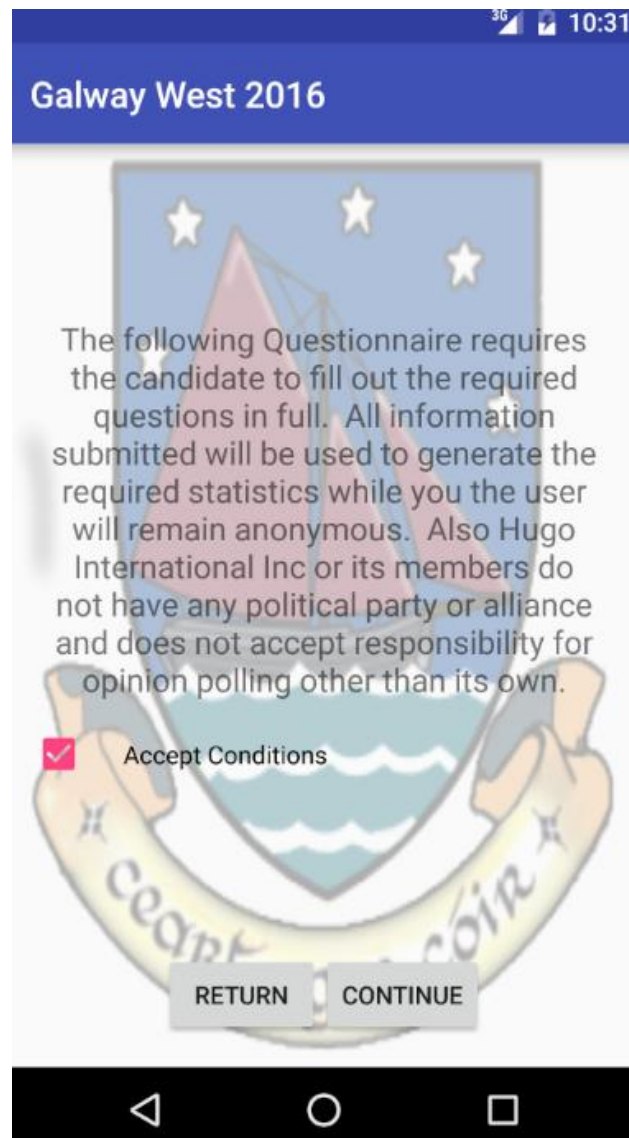 3G 10:31
Galway West 2016
The following Questionnaire requires
the candidate to fill out the required
questions in full.  All information
submitted will be used to generate the
required statistics while you the user
will remain anonymous.  Also Hugo
International Inc or its members do
not have any political party or alliance
and does not accept responsibility for
opinion polling other than its own.
Accept Conditions
ceart cóir
RETURN CONTINUE